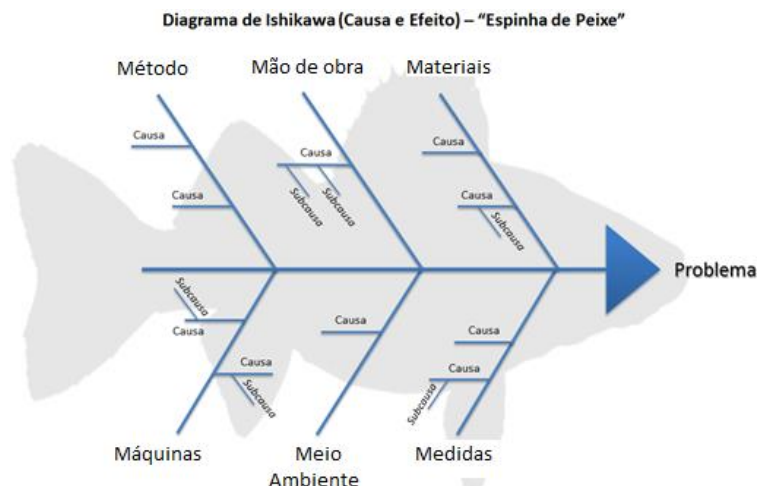 Diagrama de Ishikawa (Causa e Efeito) – “Espinha de Peixe”
Método
Mão de obra
Materiais
Causa
Causa
Causa
Subcausa
Subcausa
Causa
Causa
Subcausa
Problema
Subcausa
Causa
Causa
Subcausa
Causa
Causa
Causa
Subcausa
Máquinas
Meio
Ambiente
Medidas